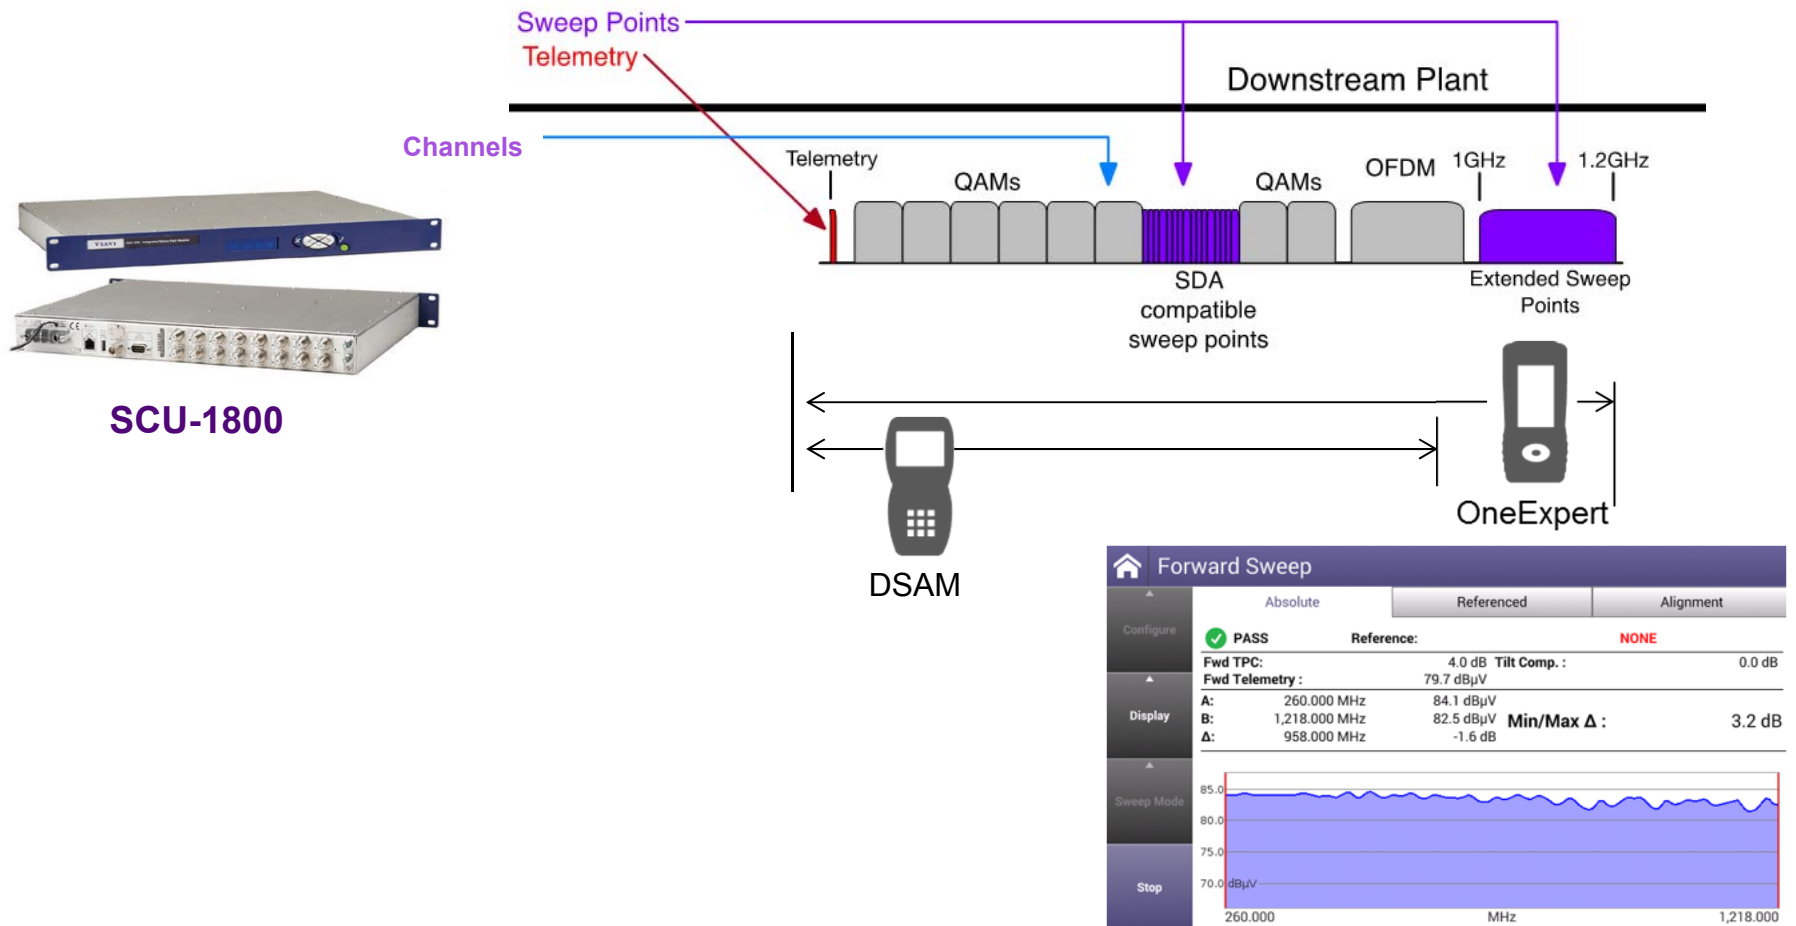 Sweep Points
Telemetry
Downstream Plant
Channels
Telemetry
QAMs
QAMs
OFDM
1GHz
1.2GHz
SDA
compatible
sweep points
Extended Sweep
Points
VIAVI
SCU-1800
DSAM
OneExpert
Forward Sweep
Configure
Display
Sweep Mode
Stop
Absolute Referenced Alignment
PASS Reference: NONE
Fwd TPC: 4.0 dB Tilt Comp. : 0.0 dB
Fwd Telemetry : 79.7 dBµV
A: 260.000 MHz 84.1 dBµV
B: 1,218.000 MHz 82.5 dBµV Min/Max Δ : 3.2 dB
Δ: 958.000 MHz -1.6 dB
85.0
80.0
75.0
70.0 dBµV
260.000 MHz 1,218.000